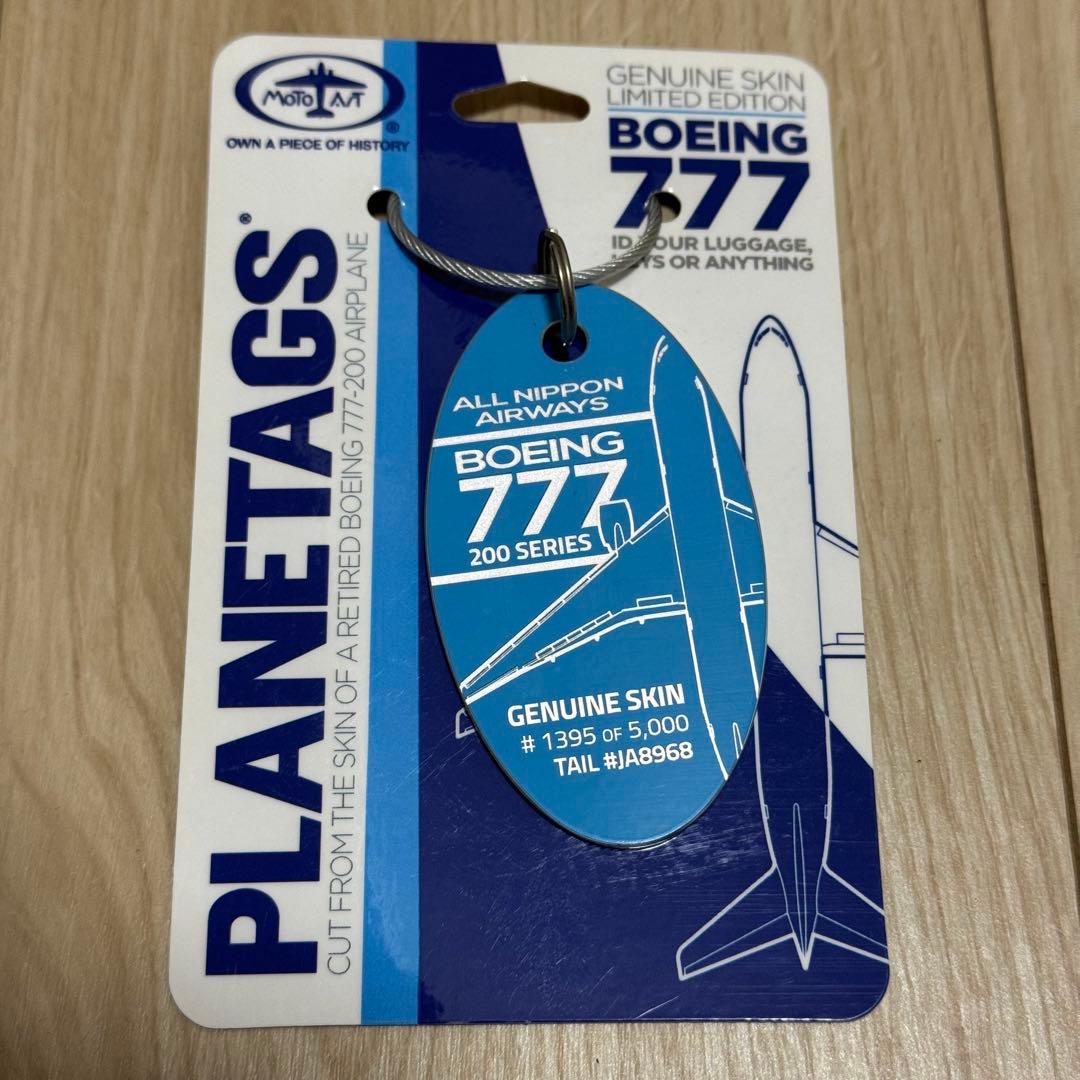 MOTOART
®
OWN A PIECE OF HISTORY
GENUINE SKIN
LIMITED EDITION
BOEING
777
ID YOUR LUGGAGE,
OR ANYTHING
PLANETAGS®
CUT FROM THE SKIN OF A RETIRED BOEING 777-200 AIRPLANE
ALL NIPPON
AIRWAYS
BOEING
777
200 SERIES
GENUINE SKIN
# 1395 OF 5,000
TAIL #JA8968